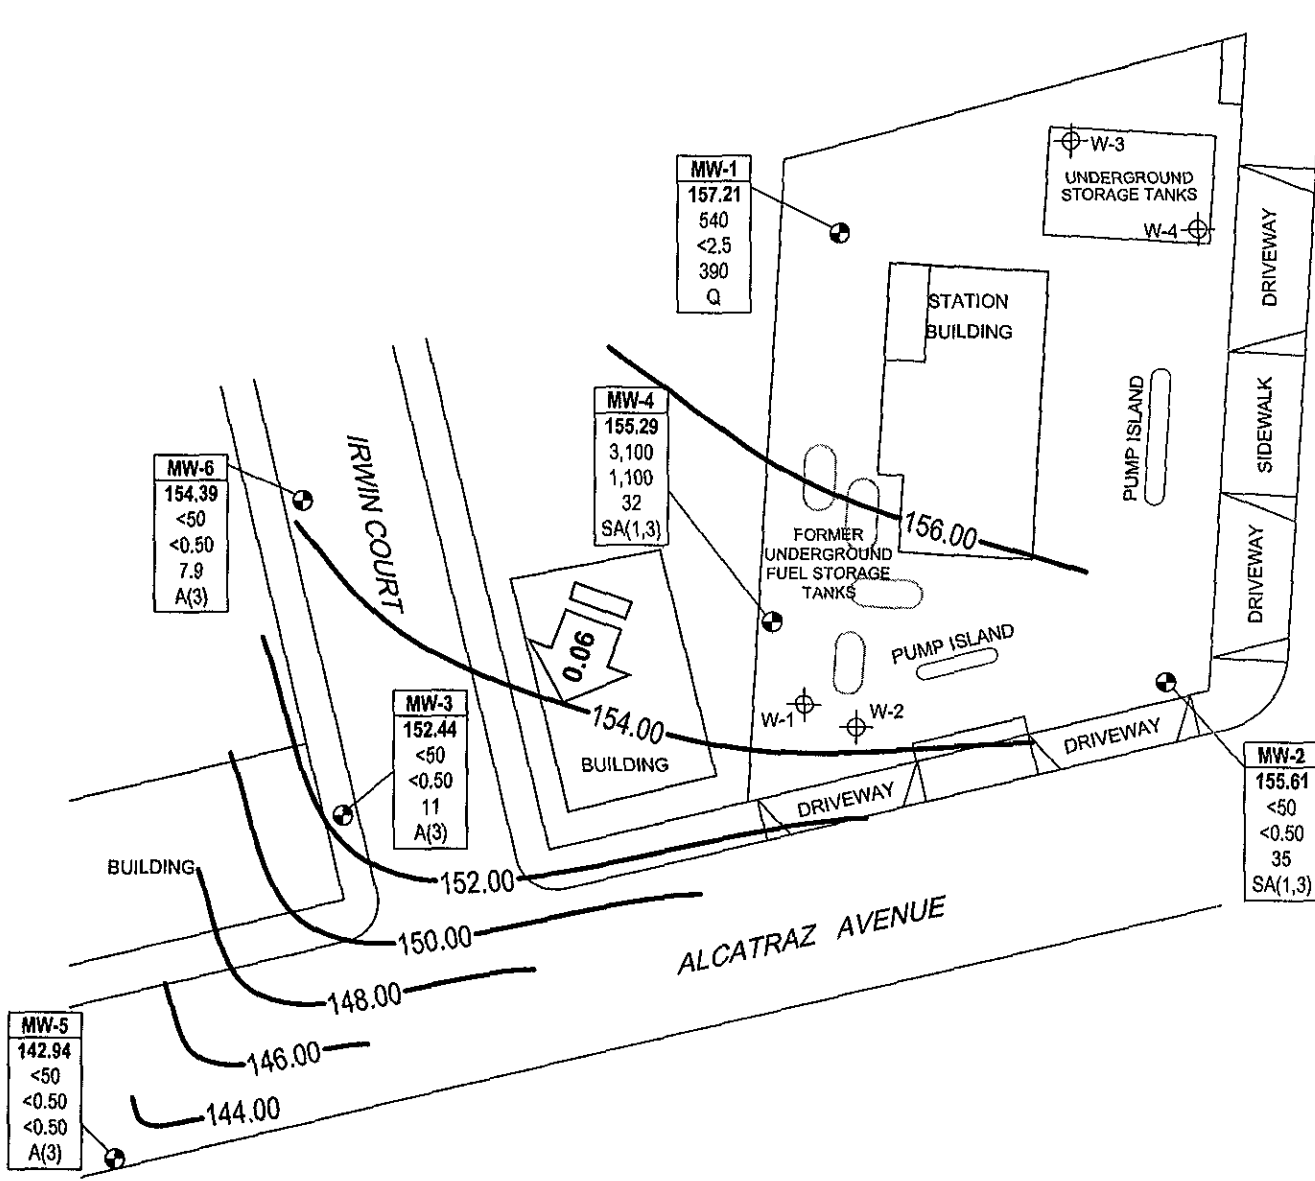 W-3
UNDERGROUND
STORAGE TANKS
W-4
MW-1
157.21
540
<2.5
390
Q
DRIVEWAY
STATION
BUILDING
PUMP ISLAND
SIDEWALK
MW-4
155.29
3,100
1,100
32
SA(1,3)
MW-6
154.39
<50
<0.50
7.9
A(3)
IRWIN COURT
156.00
FORMER
UNDERGROUND
FUEL STORAGE
TANKS
DRIVEWAY
0.06
PUMP ISLAND
W-1
W-2
154.00
BUILDING
DRIVEWAY
DRIVEWAY
MW-3
152.44
<50
<0.50
11
A(3)
MW-2
155.61
<50
<0.50
35
SA(1,3)
BUILDING
152.00
150.00
ALCATRAZ AVENUE
148.00
146.00
144.00
MW-5
142.94
<50
<0.50
<0.50
A(3)